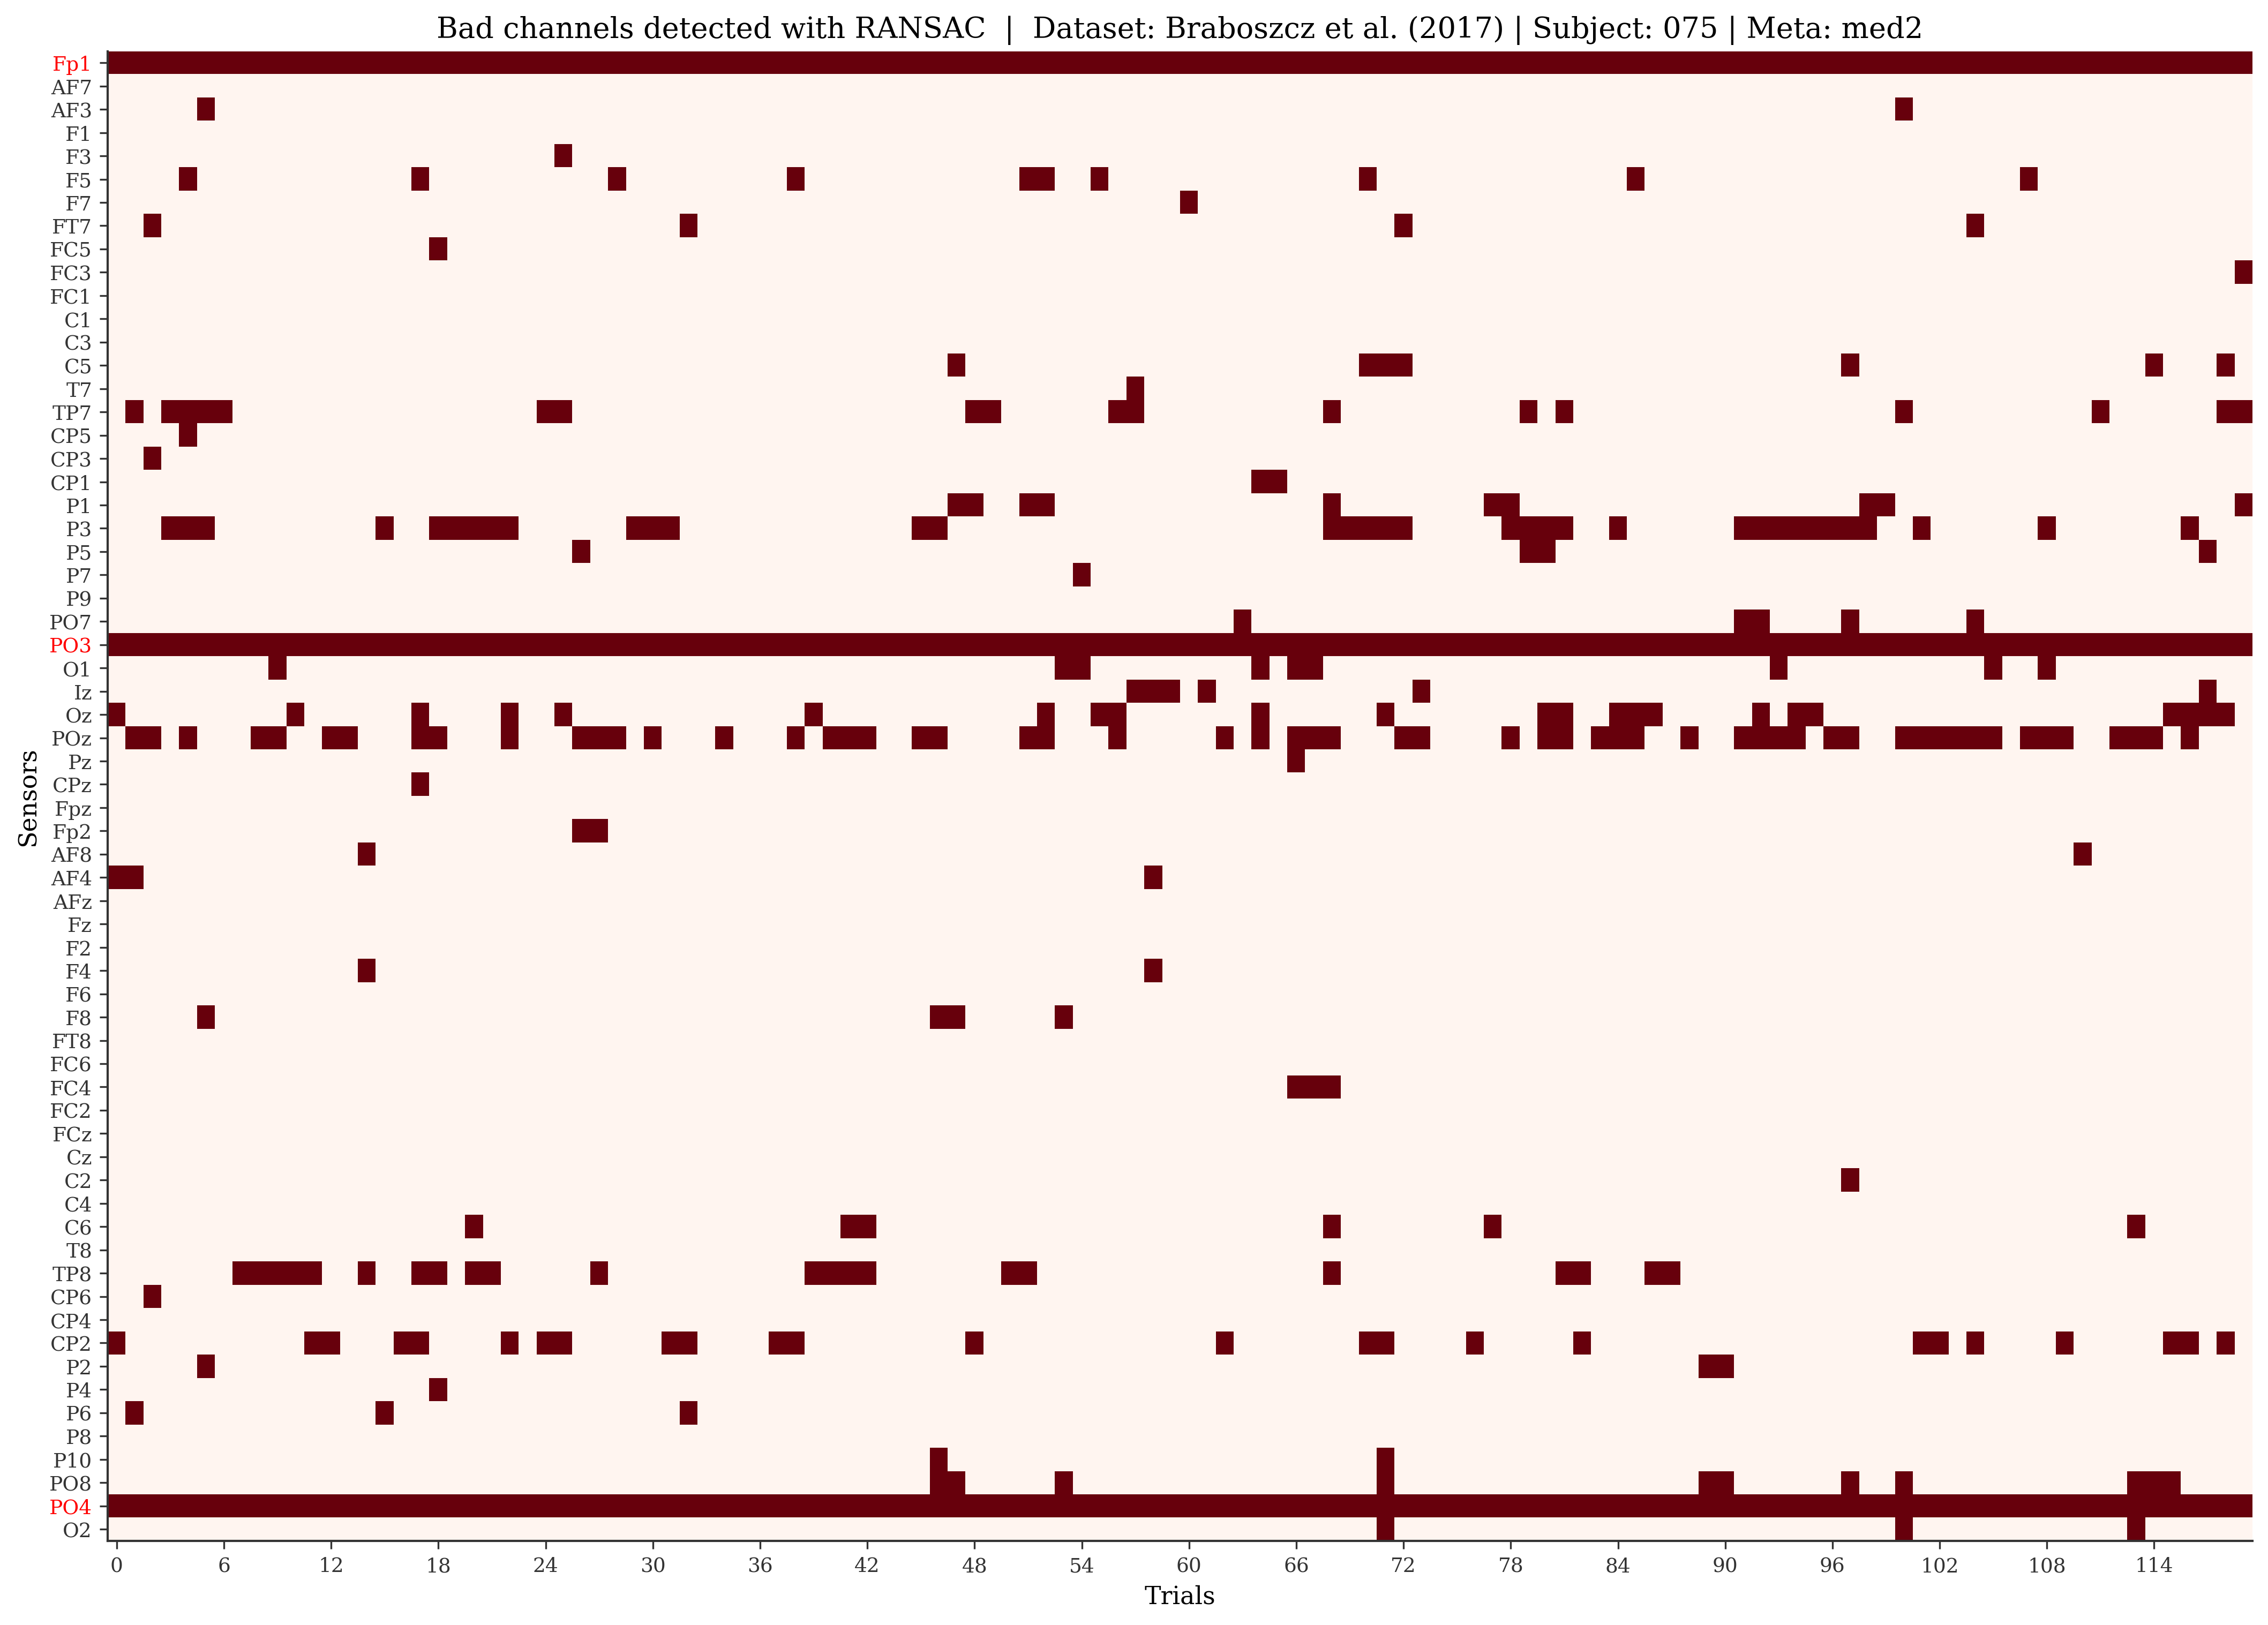 Bad channels detected with RANSAC | Dataset: Braboszcz et al. (2017) | Subject: 075 | Meta: med2
Fp1
AF7
AF3
F1
F3
F5
F7
FT7
FC5
FC3
FC1
C1
C3
C5
T7
TP7
CP5
CP3
CP1
P1
P3
P5
P7
P9
PO7
PO3
O1
Iz
Oz
POz
Pz
CPz
Fpz
Fp2
AF8
AF4
AFz
Fz
F2
F4
F6
F8
FT8
FC6
FC4
FC2
FCz
Cz
C2
C4
C6
T8
TP8
CP6
CP4
CP2
P2
P4
P6
P8
P10
PO8
PO4
O2
Sensors
0 6 12 18 24 30 36 42 48 54 60 66 72 78 84 90 96 102 108 114
Trials